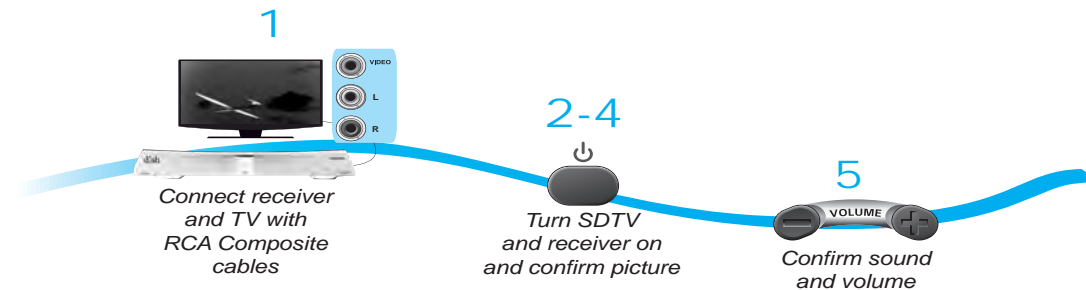 1
VIDEO
L
R
dish
Connect receiver
and TV with
RCA Composite
cables
2-4
Turn SDTV
and receiver on
and confirm picture
5
VOLUME
Confirm sound
and volume